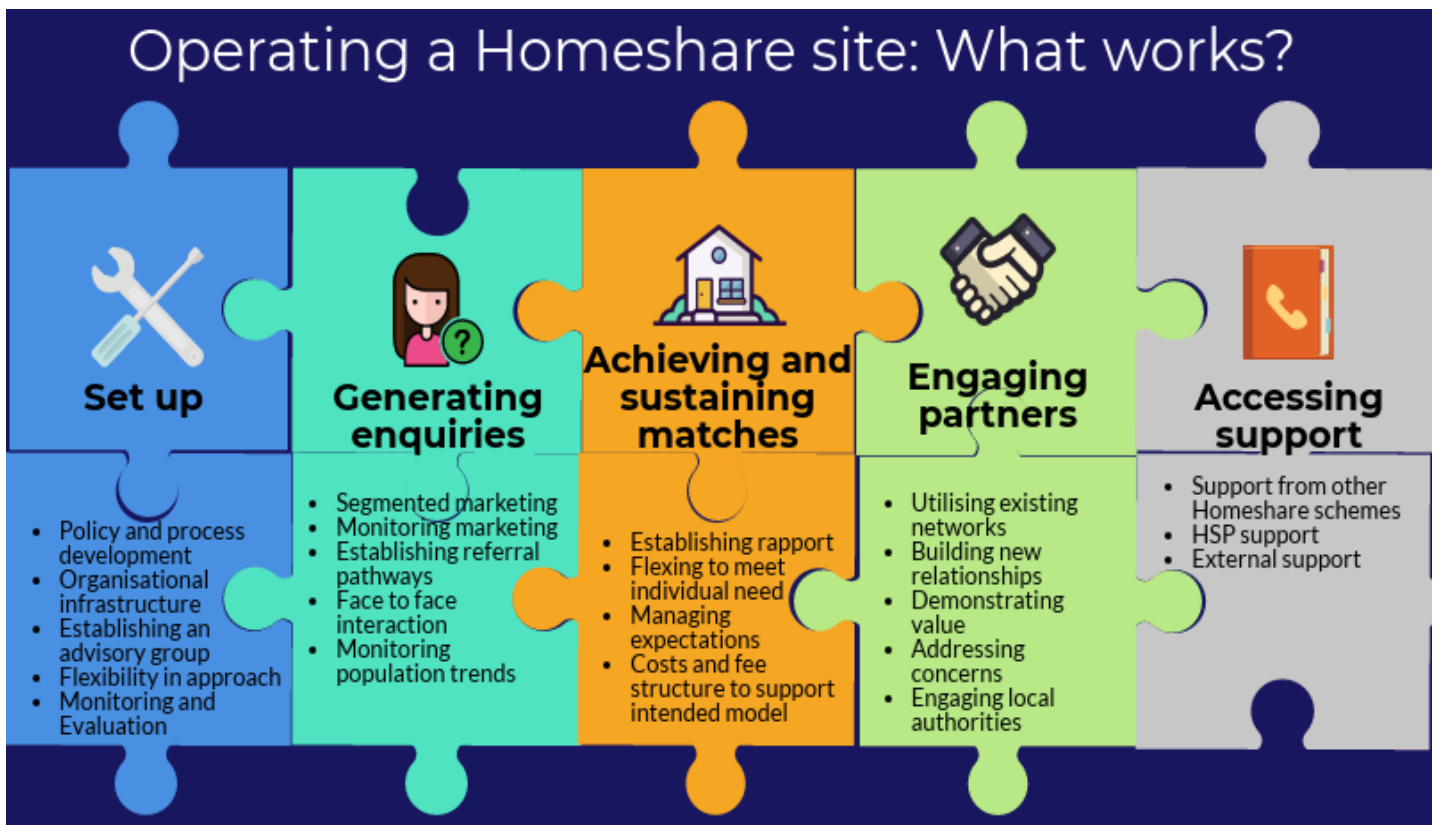 Operating a Homeshare site: What works?
Set up
• Policy and process
development
• Organisational
infrastructure
• Establishing an
advisory group
• Flexibility in approach
• Monitoring and
Evaluation
?
Generating
enquiries
• Segmented marketing
• Monitoring marketing
• Establishing referral
pathways
• Face to face
interaction
• Monitoring
population trends
Achieving and
sustaining
matches
• Establishing rapport
• Flexing to meet
individual need
• Managing
expectations
• Costs and fee
structure to support
intended model
Engaging
partners
• Utilising existing
networks
• Building new
relationships
• Demonstrating
value
• Addressing
concerns
• Engaging local
authorities
Accessing
support
• Support from other
Homeshare schemes
• HSP support
• External support